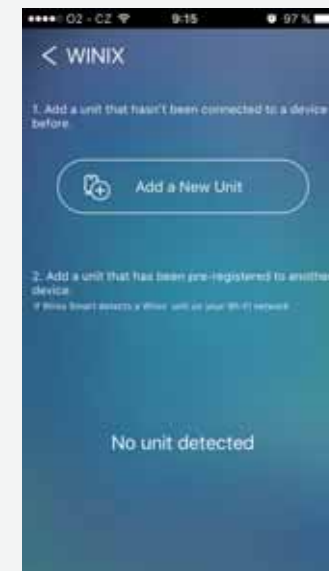 O2 - CZ 9:15 97 %
< WINIX
1. Add a unit that hasn't been connected to a device
before.
Add a New Unit
2. Add a unit that has been pre-registered to another
device.
If Winix Smart detects a Winix unit on your Wi-Fi network
No unit detected